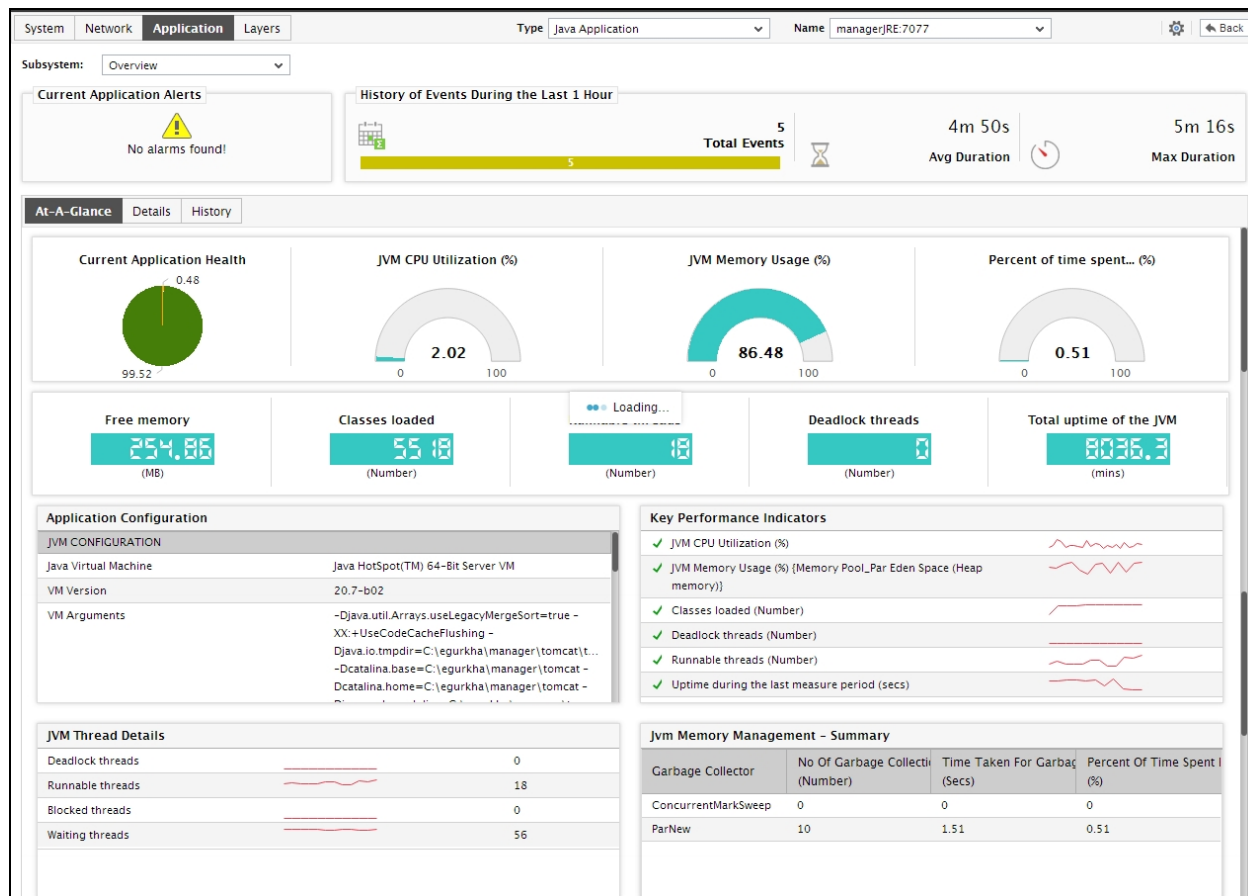 System Network Application Layers Type Java Application Name managerJRE:7077 Back
Subsystem: Overview
Current Application Alerts
No alarms found!
History of Events During the Last 1 Hour
5
Total Events
5
4m 50s
Avg Duration
5m 16s
Max Duration
At-A-Glance Details History
Current Application Health
0.48
99.52
JVM CPU Utilization (%)
2.02
0 100
JVM Memory Usage (%)
86.48
0 100
Percent of time spent... (%)
0.51
0 100
Loading...
Free memory
254.86
(MB)
Classes loaded
5518
(Number)
18
(Number)
Deadlock threads
0
(Number)
Total uptime of the JVM
8036.3
(mins)
Application Configuration
JVM CONFIGURATION
Java Virtual Machine Java HotSpot(TM) 64-Bit Server VM
VM Version 20.7-b02
VM Arguments -Djava.util.Arrays.useLegacyMergeSort=true -
XX:+UseCodeCacheFlushing -
Djava.io.tmpdir=C:\egurkha\manager\tomcat\t...
-Dcatalina.base=C:\egurkha\manager\tomcat -
Dcatalina.home=C:\egurkha\manager\tomcat -
Key Performance Indicators
JVM CPU Utilization (%)
JVM Memory Usage (%) {Memory Pool_Par Eden Space (Heap
memory)}
Classes loaded (Number)
Deadlock threads (Number)
Runnable threads (Number)
Uptime during the last measure period (secs)
JVM Thread Details
Deadlock threads 0
Runnable threads 18
Blocked threads 0
Waiting threads 56
Jvm Memory Management - Summary
Garbage Collector No Of Garbage Collecti Time Taken For Garbag Percent Of Time Spent
(Number) (Secs) (%)
ConcurrentMarkSweep 0 0 0
ParNew 10 1.51 0.51